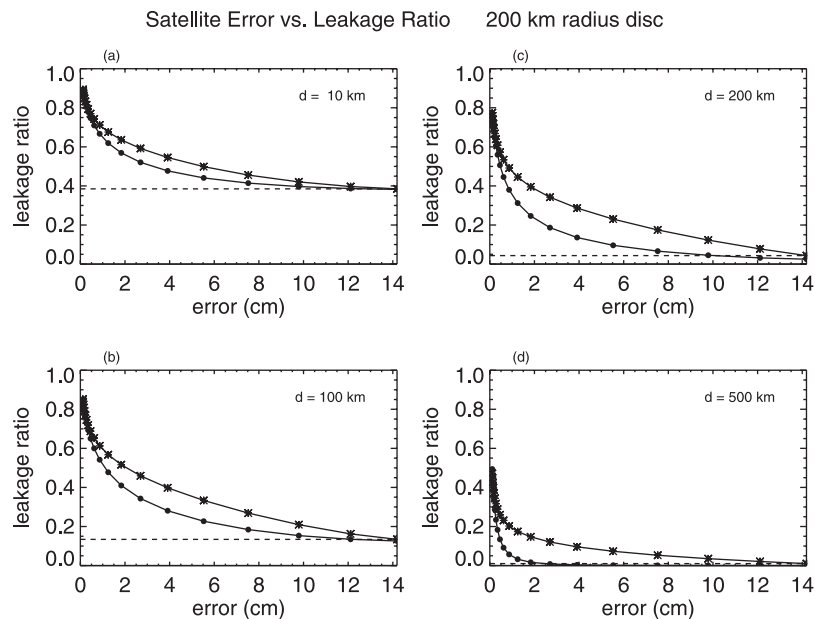 Satellite Error vs. Leakage Ratio 200 km radius disc
(a)
1.0
0.8
0.6
0.4
0.2
0.0
leakage ratio
d = 10 km
0 2 4 6 8 10 12 14
error (cm)
(c)
1.0
0.8
0.6
0.4
0.2
0.0
leakage ratio
d = 200 km
0 2 4 6 8 10 12 14
error (cm)
(b)
1.0
0.8
0.6
0.4
0.2
0.0
leakage ratio
d = 100 km
0 2 4 6 8 10 12 14
error (cm)
(d)
1.0
0.8
0.6
0.4
0.2
0.0
leakage ratio
d = 500 km
0 2 4 6 8 10 12 14
error (cm)